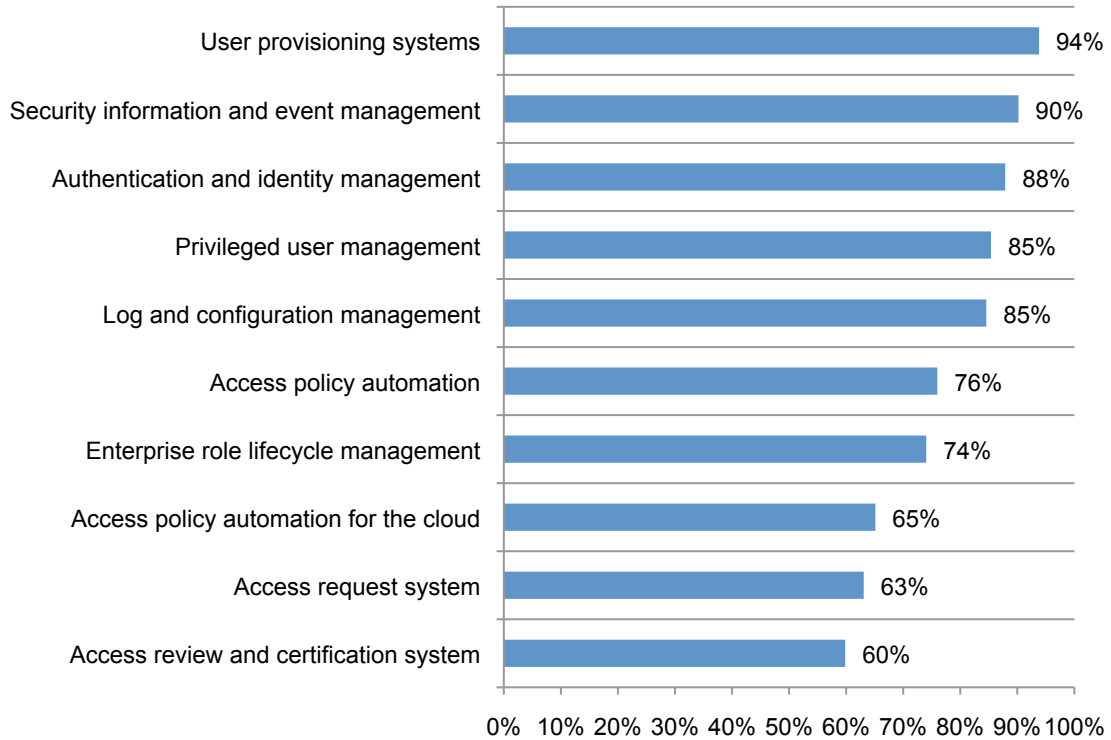 User provisioning systems 94%
Security information and event management 90%
Authentication and identity management 88%
Privileged user management 85%
Log and configuration management 85%
Access policy automation 76%
Enterprise role lifecycle management 74%
Access policy automation for the cloud 65%
Access request system 63%
Access review and certification system 60%
0% 10% 20% 30% 40% 50% 60% 70% 80% 90% 100%